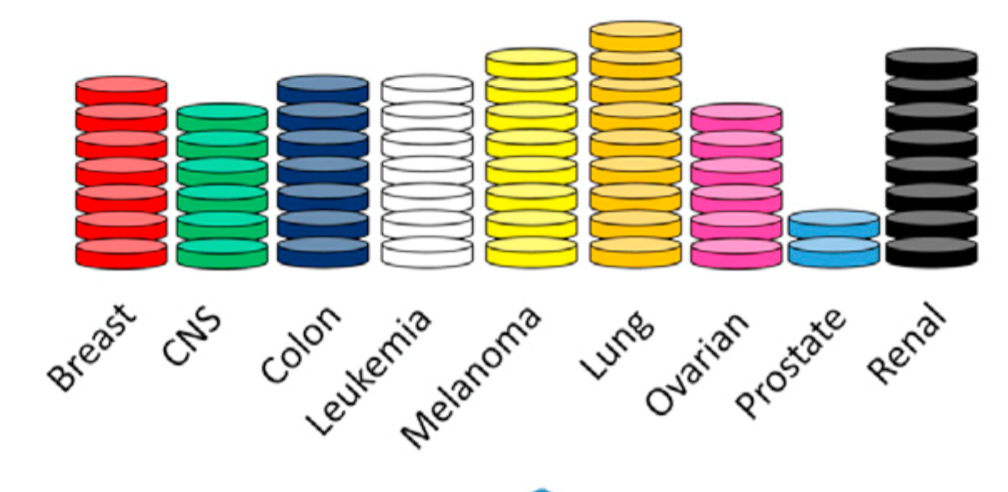 Breast
CNS
Colon
Leukemia
Melanoma
Lung
Ovarian
Prostate
Renal